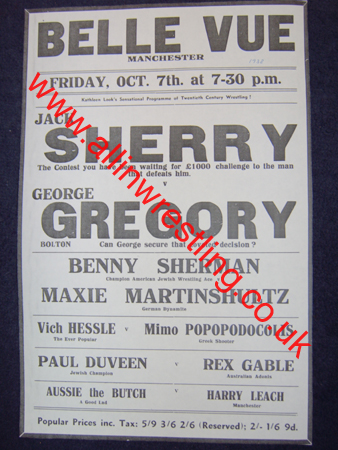 BELLE VUE
MANCHESTER
1938
FRIDAY, OCT. 7th. at 7-30 p.m.
Kathleen Look's Sensational Programme of Twentieth Century Wrestling!
JACK
SHERRY
The Contest you have been waiting for £1000 challenge to the man
that defeats him.
v
GEORGE
GREGORY
BOLTON Can George secure that coveted decision?
BENNY SHERMAN
Champion American Jewish Wrestling Ace
v
MAXIE MARTINSHULTZ
German Dynamite
Vich HESSLE v Mimo POPOPODOCOLIS
The Ever Popular Greek Shooter
PAUL DUVEEN v REX GABLE
Jewish Champion Australian Adonis
AUSSIE the BUTCH v HARRY LEACH
A Good Lad Manchester
Popular Prices inc. Tax: 5/9 3/6 2/6 (Reserved); 2/- 1/6 9d.
www.allinwrestling.co.uk